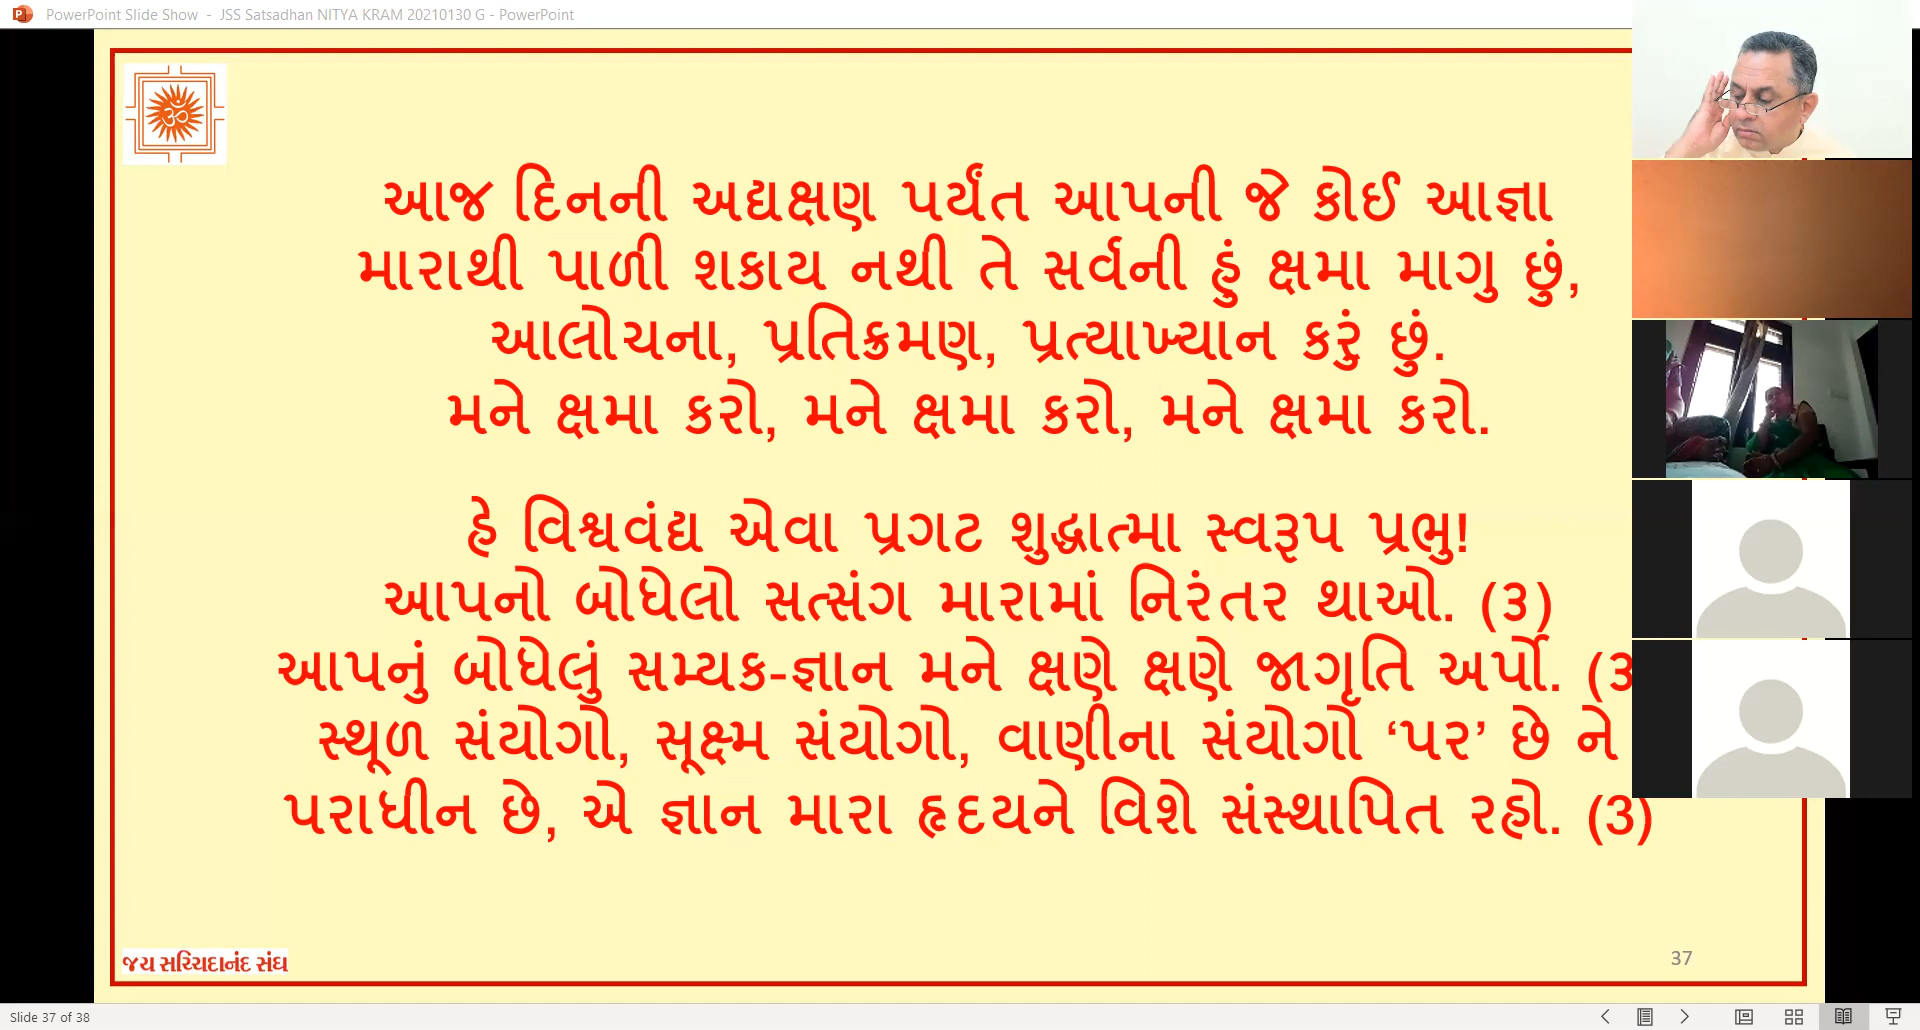 PowerPoint Slide Show - JSS Satsadhan NITYA KRAM 20210130 G - PowerPoint
આજ દિનની અદ્યક્ષણ પર્યંત આપની જે કોઈ આજ્ઞા
મારાથી પાળી શકાય નથી તે સર્વની હું ક્ષમા માગુ છું,
આલોચના, પ્રતિક્રમણ, પ્રત્યાખ્યાન કરું છું.
મને ક્ષમા કરો, મને ક્ષમા કરો, મને ક્ષમા કરો.
હે વિશ્વવંદ્ય એવા પ્રગટ શુદ્ધાત્મા સ્વરૂપ પ્રભુ!
આપનો બોધેલો સત્સંગ મારામાં નિરંતર થાઓ. (૩)
આપનું બોધેલું સમ્યક-જ્ઞાન મને ક્ષણે ક્ષણે જાગૃતિ અર્પો. (૩
સ્થૂળ સંયોગો, સૂક્ષ્મ સંયોગો, વાણીના સંયોગો ‘પર’ છે ને
પરાધીન છે, એ જ્ઞાન મારા હૃદયને વિશે સંસ્થાપિત રહો. (૩)
જય સચ્ચિદાનંદ સંઘ
37
Slide 37 of 38